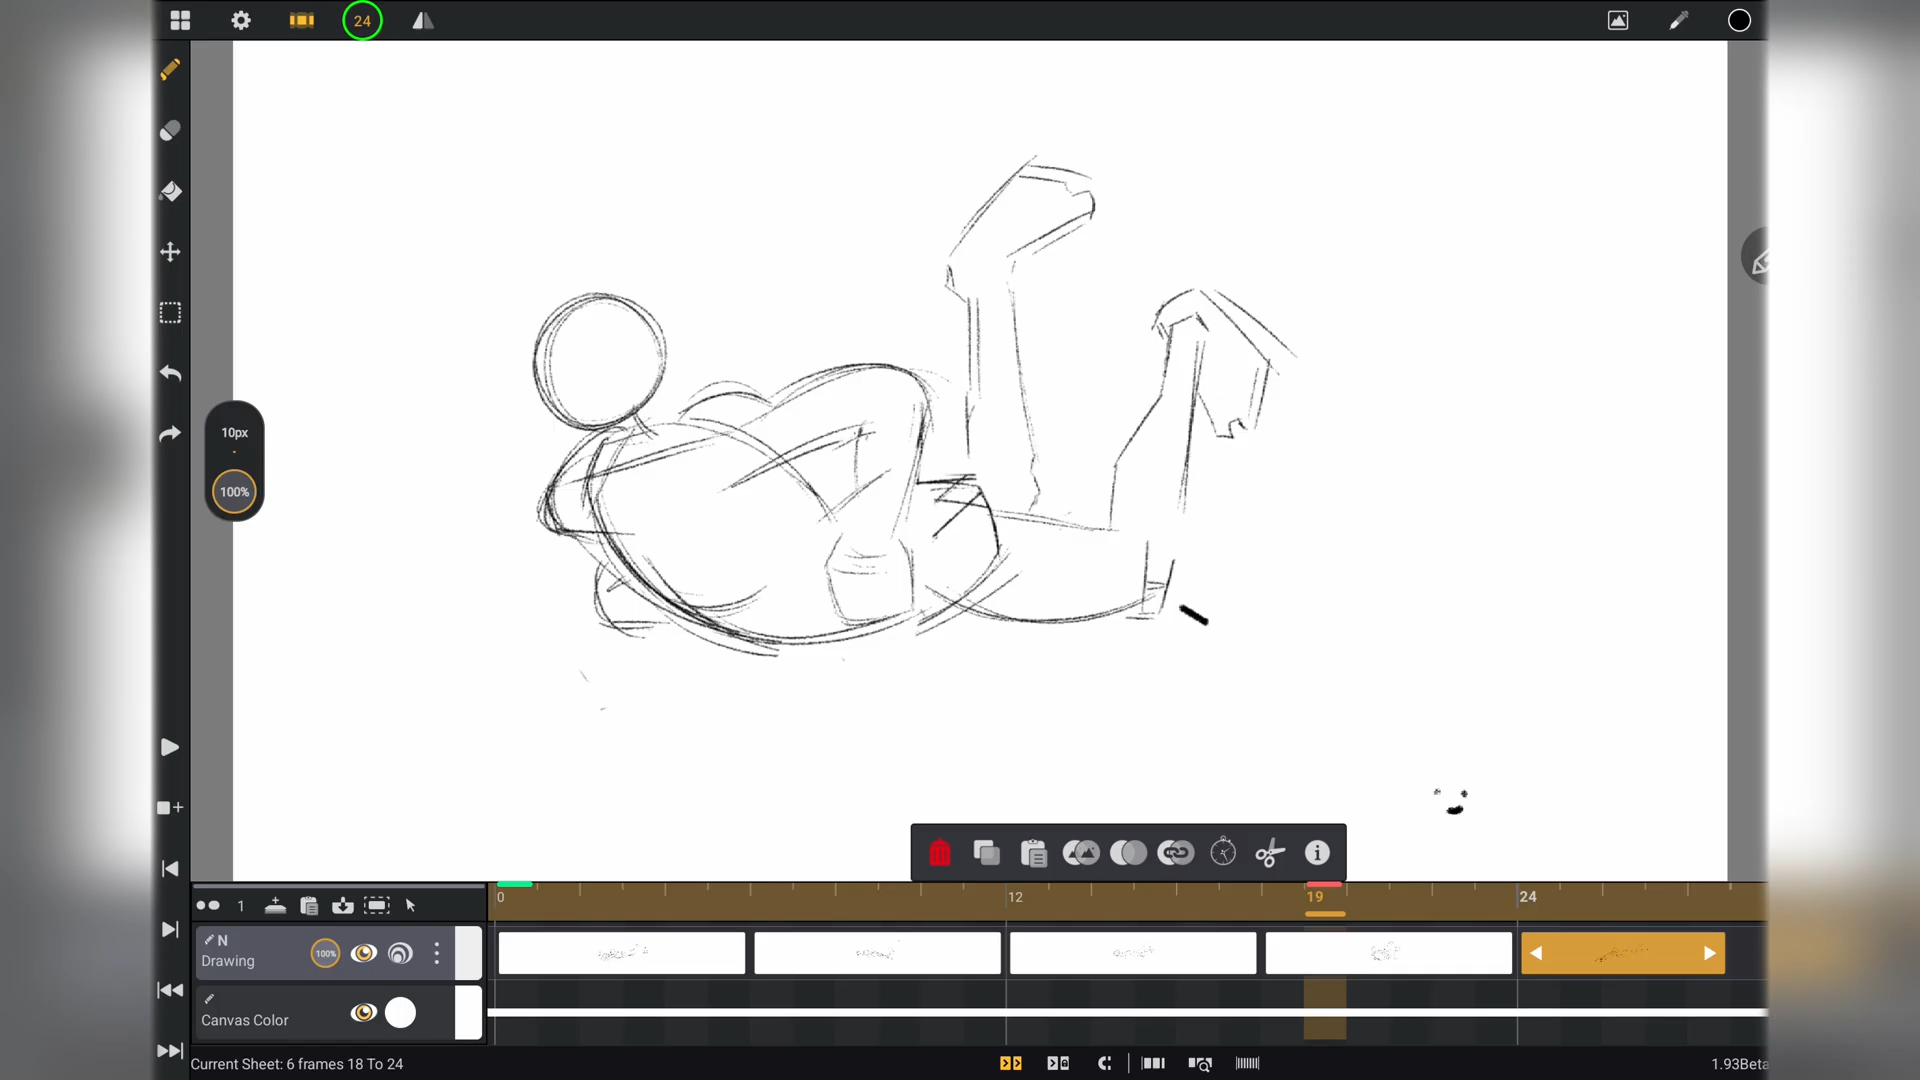 24
10px
100%
0
12
19
24
1
N
Drawing
100%
Canvas Color
Current Sheet: 6 frames 18 To 24
1.93Beta